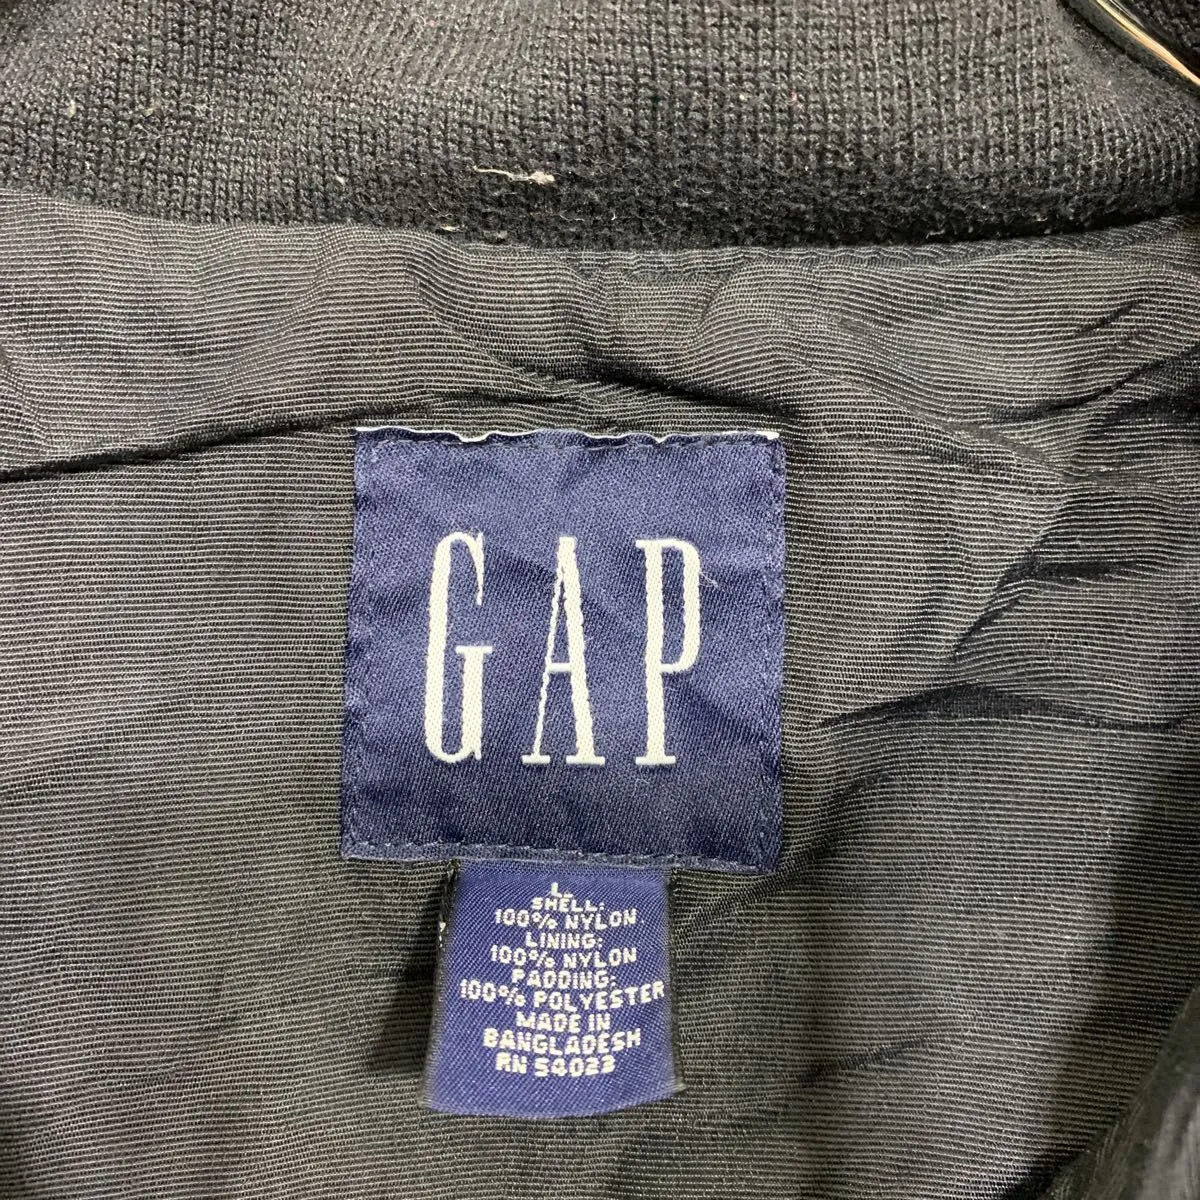 GAP
L.
SHELL:
100% NYLON
LINING:
100% NYLON
PADDING:
100% POLYESTER
MADE IN
BANGLADESH
RN 54023